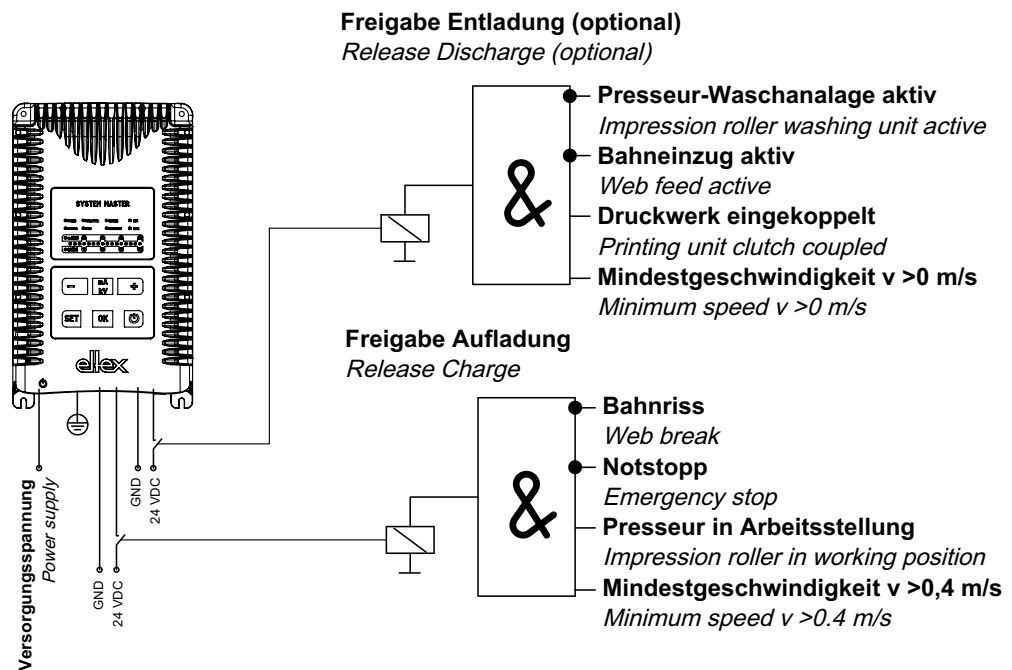 Freigabe Entladung (optional)
Release Discharge (optional)
Presseur-Waschanalage aktiv
Impression roller washing unit active
&
Bahneinzug aktiv
Web feed active
Druckwerk eingekoppelt
Printing unit clutch coupled
Mindestgeschwindigkeit v >0 m/s
Minimum speed v >0 m/s
SYSTEM MASTER
- mA kV +
SET OK
eltex
Freigabe Aufladung
Release Charge
Bahnriss
Web break
&
Notstopp
Emergency stop
Presseur in Arbeitsstellung
Impression roller in working position
Mindestgeschwindigkeit v >0,4 m/s
Minimum speed v >0.4 m/s
Versorgungsspannung
Power supply
GND
24 VDC
GND
24 VDC